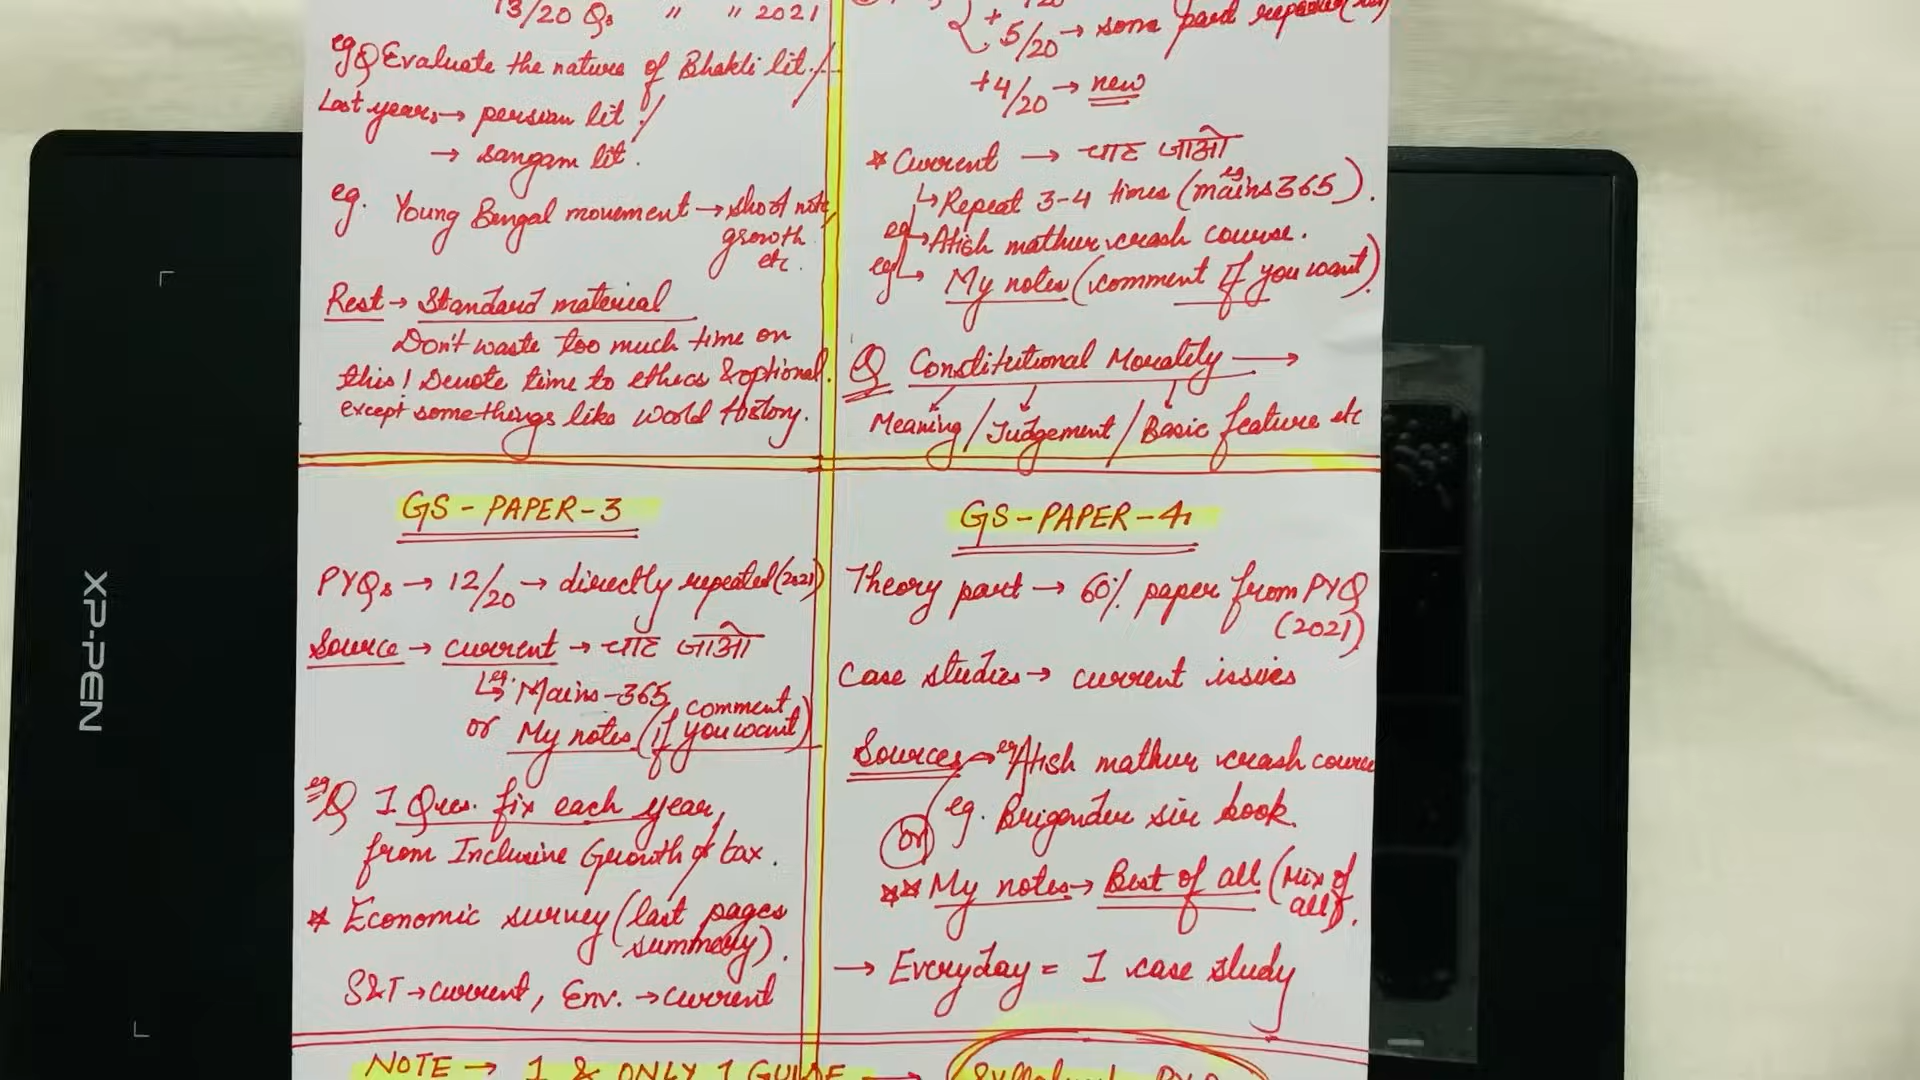 13/20 Qs " " 2021
eg Q Evaluate the nature of Bhakti lit. /
Last year → persian lit /
→ sangam lit.
eg. Young Bengal movement → short note
growth
etc.
Rest → Standard material
Don't waste too much time on
this! Devote time to ethics & optional.
except somethings like World History.
5/20 → some part repeated
+4/20 → new
* Current → चाट जाओ
↳ Repeat 3-4 times (eg mains 365).
eg → Atish mathur crash course.
eg → My notes (comment If you want)
Q Constitutional Morality →
Meaning / Judgement / Basic feature etc
GS - PAPER - 3
PYQs → 12/20 → directly repeated (2021)
Source → current → चाट जाओ
↳ eg. Mains-365
or My notes (if you want) comment
eg Q 1 Ques. fix each year,
from Inclusive Growth & tax.
* Economic survey (last pages
summary).
S&T → current, Env. → current
GS - PAPER - 4
Theory part → 60% paper from PYQ
(2021)
Case studies → current issues
Sources → eg Atish mathur crash course
or eg. Brigender sir book.
** My notes → Best of all (Mix of
all).
→ Everyday = 1 case study
NOTE → 1 & ONLY 1 GUIDE →
XP-PEN